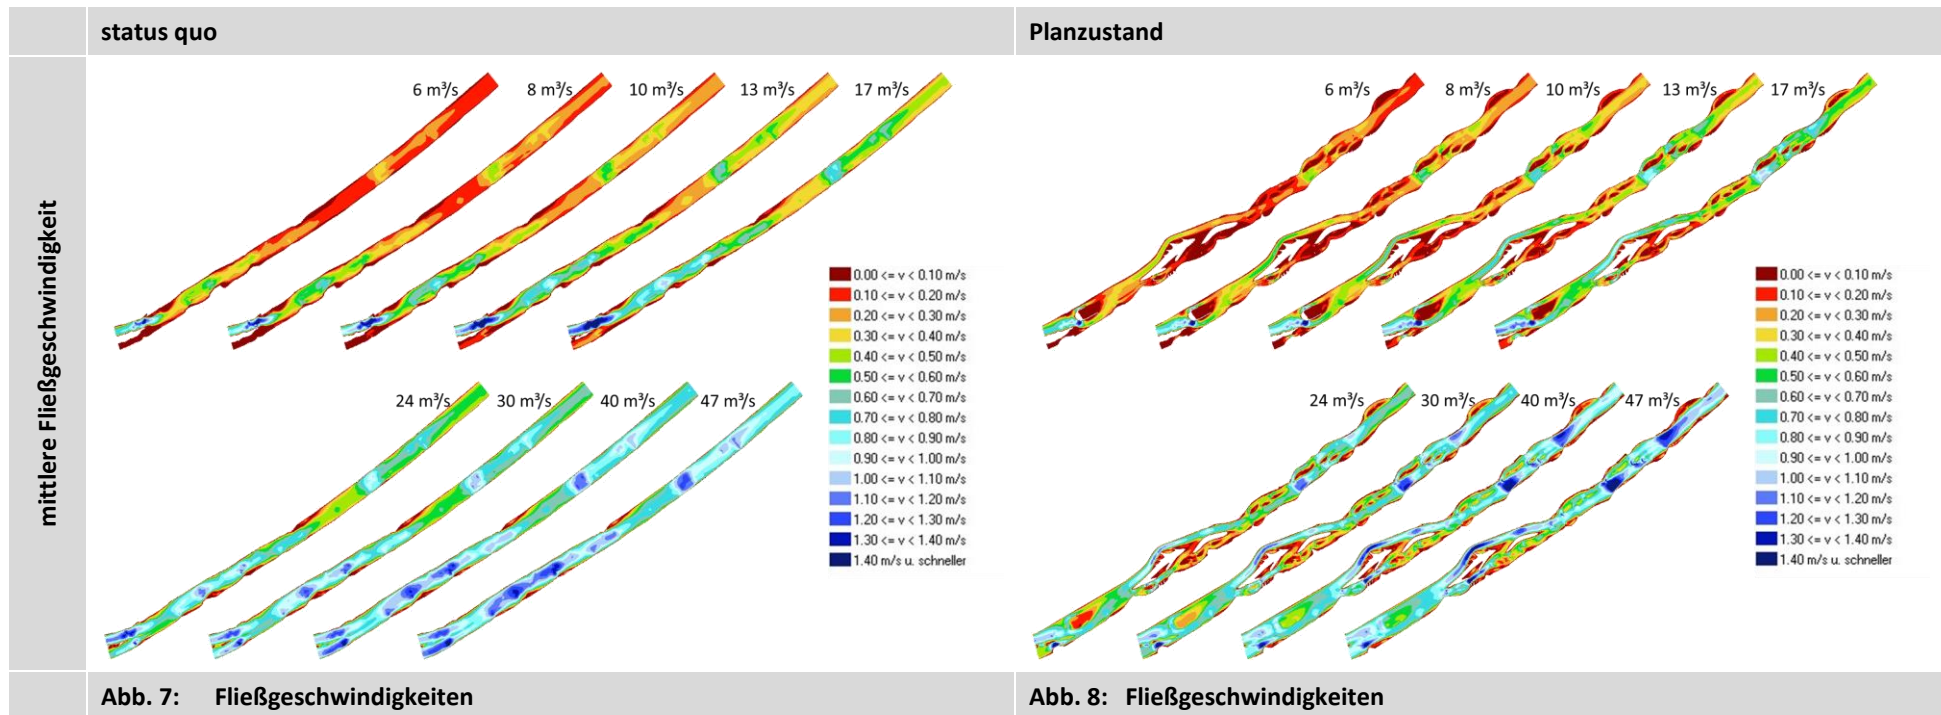 status quo
Planzustand
mittlere Fließgeschwindigkeit
6 m³/s
8 m³/s
10 m³/s
13 m³/s
17 m³/s
0.00 <= v < 0.10 m/s
0.10 <= v < 0.20 m/s
0.20 <= v < 0.30 m/s
0.30 <= v < 0.40 m/s
0.40 <= v < 0.50 m/s
0.50 <= v < 0.60 m/s
0.60 <= v < 0.70 m/s
0.70 <= v < 0.80 m/s
0.80 <= v < 0.90 m/s
0.90 <= v < 1.00 m/s
1.00 <= v < 1.10 m/s
1.10 <= v < 1.20 m/s
1.20 <= v < 1.30 m/s
1.30 <= v < 1.40 m/s
1.40 m/s u. schneller
24 m³/s
30 m³/s
40 m³/s
47 m³/s
6 m³/s
8 m³/s
10 m³/s
13 m³/s
17 m³/s
0.00 <= v < 0.10 m/s
0.10 <= v < 0.20 m/s
0.20 <= v < 0.30 m/s
0.30 <= v < 0.40 m/s
0.40 <= v < 0.50 m/s
0.50 <= v < 0.60 m/s
0.60 <= v < 0.70 m/s
0.70 <= v < 0.80 m/s
0.80 <= v < 0.90 m/s
0.90 <= v < 1.00 m/s
1.00 <= v < 1.10 m/s
1.10 <= v < 1.20 m/s
1.20 <= v < 1.30 m/s
1.30 <= v < 1.40 m/s
1.40 m/s u. schneller
24 m³/s
30 m³/s
40 m³/s
47 m³/s
Abb. 7: Fließgeschwindigkeiten
Abb. 8: Fließgeschwindigkeiten